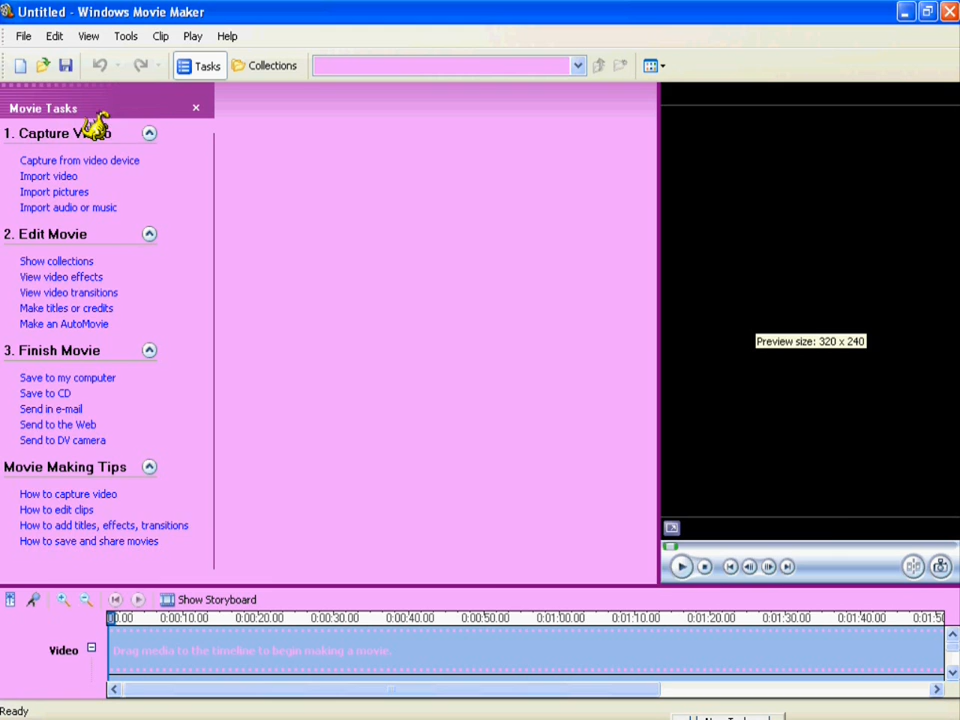 Untitled - Windows Movie Maker
File Edit View Tools Clip Play Help
Tasks Collections
Movie Tasks
1. Capture Video
Capture from video device
Import video
Import pictures
Import audio or music
2. Edit Movie
Show collections
View video effects
View video transitions
Make titles or credits
Make an AutoMovie
3. Finish Movie
Save to my computer
Save to CD
Send in e-mail
Send to the Web
Send to DV camera
Movie Making Tips
How to capture video
How to edit clips
How to add titles, effects, transitions
How to save and share movies
Preview size: 320 x 240
Show Storyboard
00.00 0:00:10.00 0:00:20.00 0:00:30.00 0:00:40.00 0:00:50.00 0:01:00.00 0:01:10.00 0:01:20.00 0:01:30.00 0:01:40.00 0:01:50
Video
Drag media to the timeline to begin making a movie.
Ready